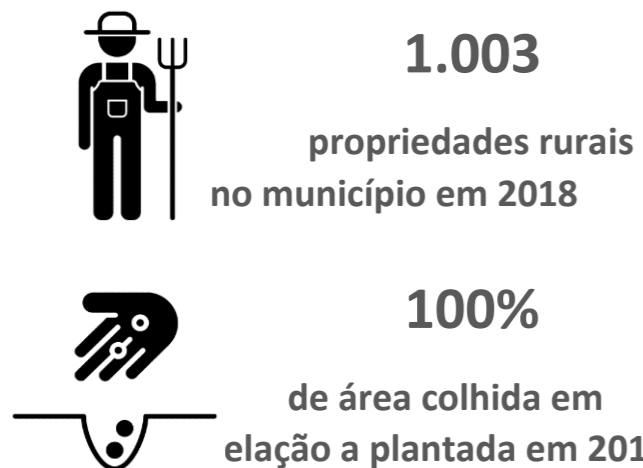 1.003
propriedades rurais
no município em 2018
100%
de área colhida em
elação a plantada em 201